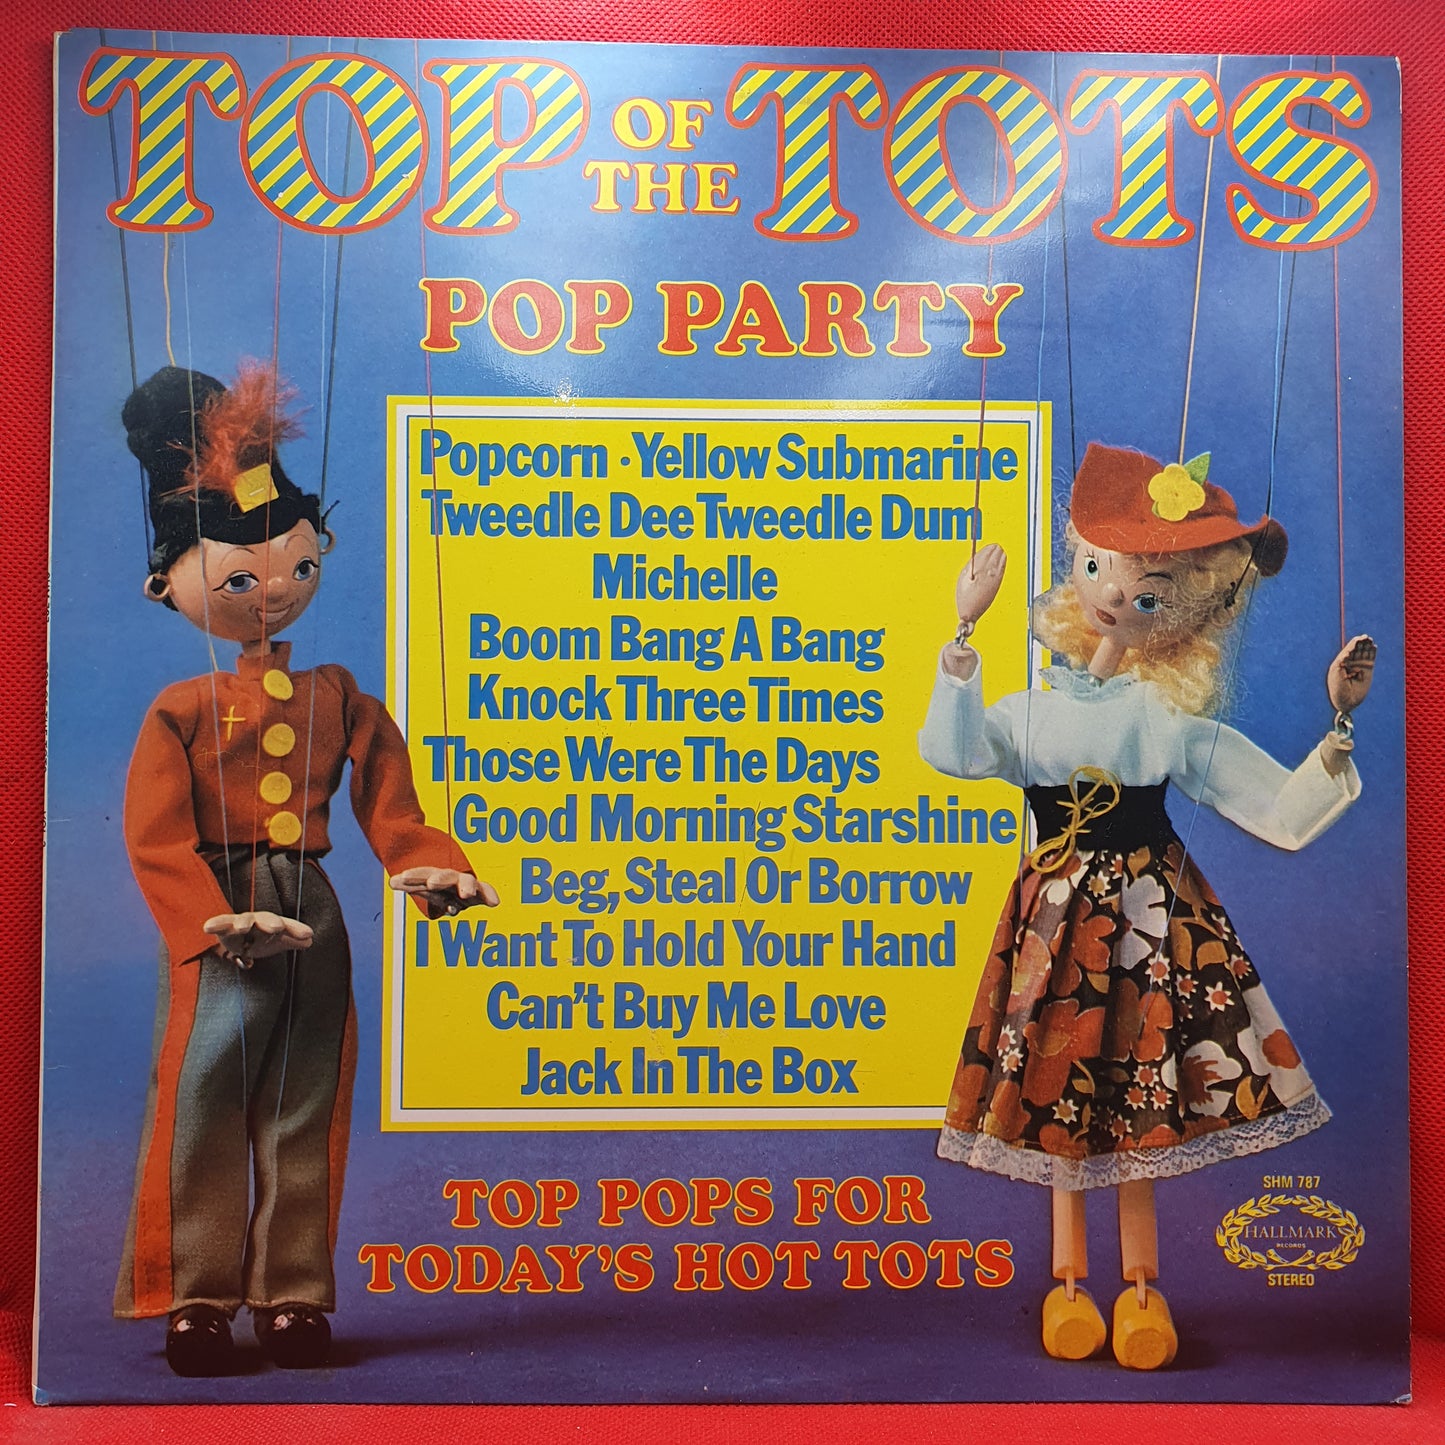 TOP OF THE TOTS
POP PARTY
Popcorn · Yellow Submarine
Tweedle Dee Tweedle Dum
Michelle
Boom Bang A Bang
Knock Three Times
Those Were The Days
Good Morning Starshine
Beg, Steal Or Borrow
I Want To Hold Your Hand
Can't Buy Me Love
Jack In The Box
TOP POPS FOR
TODAY'S HOT TOTS
SHM 787
HALLMARK
RECORDS
STEREO